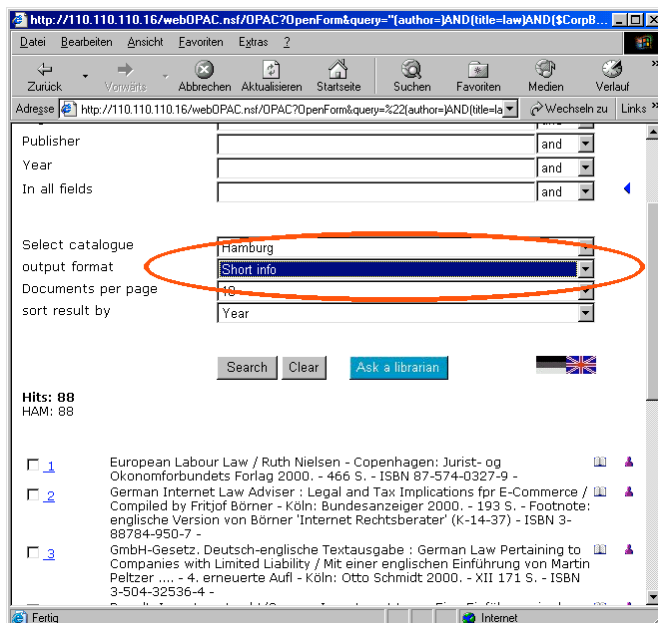 http://110.110.110.16/webOPAC.nsf/OPAC?OpenForm&query="(author=)AND(title=law)AND($CorpB...
Datei Bearbeiten Ansicht Favoriten Extras ?
Zurück Vorwärts Abbrechen Aktualisieren Startseite Suchen Favoriten Medien Verlauf »
Adresse http://110.110.110.16/webOPAC.nsf/OPAC?OpenForm&query=%22(author=)AND(title=la Wechseln zu Links »
Publisher and
Year and
In all fields and
Select catalogue Hamburg
output format Short info
Documents per page 10
sort result by Year
Search Clear Ask a librarian
Hits: 88
HAM: 88
1 European Labour Law / Ruth Nielsen - Copenhagen: Jurist- og
Okonomforbundets Forlag 2000. - 466 S. - ISBN 87-574-0327-9 -
2 German Internet Law Adviser : Legal and Tax Implications fpr E-Commerce /
Compiled by Fritjof Börner - Köln: Bundesanzeiger 2000. - 193 S. - Footnote:
englische Version von Börner 'Internet Rechtsberater' (K-14-37) - ISBN 3-
88784-950-7 -
3 GmbH-Gesetz. Deutsch-englische Textausgabe : German Law Pertaining to
Companies with Limited Liability / Mit einer englischen Einführung von Martin
Peltzer .... - 4. erneuerte Aufl - Köln: Otto Schmidt 2000. - XII 171 S. - ISBN
3-504-32536-4 -
Fertig Internet